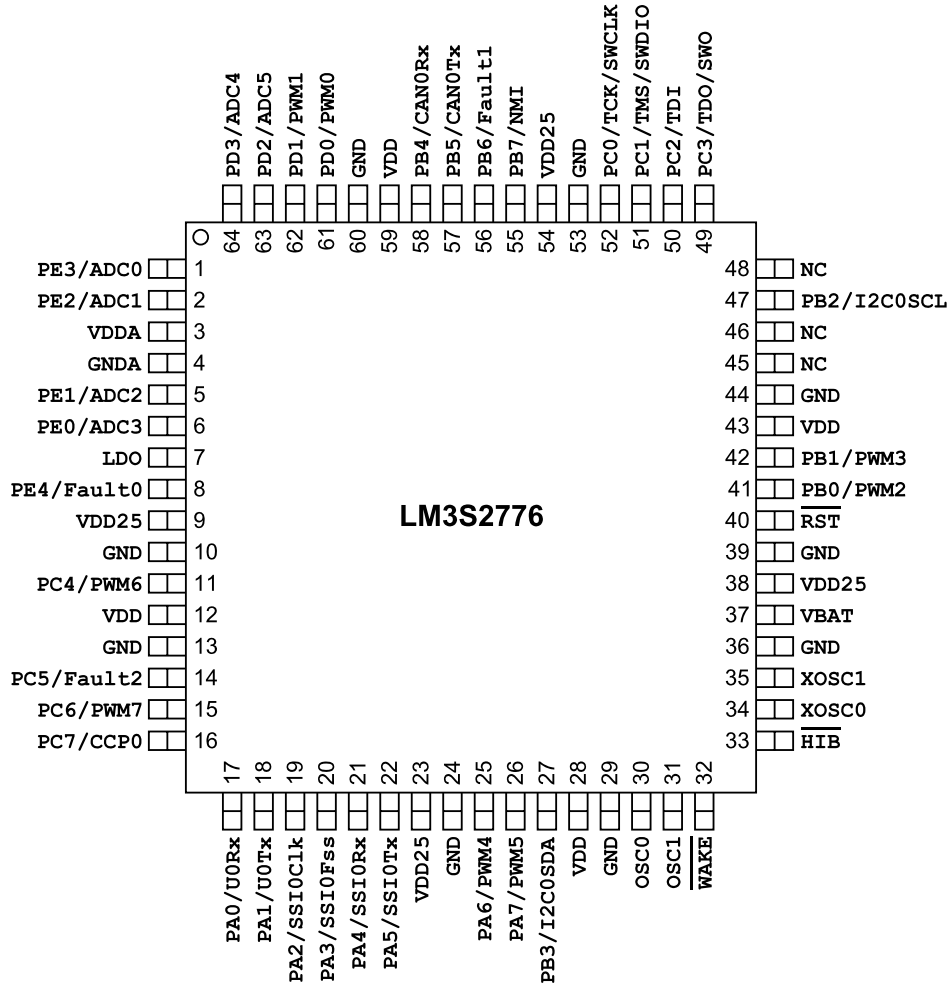 PD3/ADC4
PD2/ADC5
PD1/PWM1
PD0/PWM0
GND
VDD
PB4/CAN0Rx
PB5/CAN0Tx
PB6/Fault1
PB7/NMI
VDD25
GND
PC0/TCK/SWCLK
PC1/TMS/SWDIO
PC2/TDI
PC3/TDO/SWO
64 63 62 61 60 59 58 57 56 55 54 53 52 51 50 49
PE3/ADC0 1 48 NC
PE2/ADC1 2 47 PB2/I2C0SCL
VDDA 3 46 NC
GNDA 4 45 NC
PE1/ADC2 5 44 GND
PE0/ADC3 6 43 VDD
LDO 7 42 PB1/PWM3
PE4/Fault0 8 41 PB0/PWM2
LM3S2776
VDD25 9 40 RST
GND 10 39 GND
PC4/PWM6 11 38 VDD25
VDD 12 37 VBAT
GND 13 36 GND
PC5/Fault2 14 35 XOSC1
PC6/PWM7 15 34 XOSC0
PC7/CCP0 16 33 HIB
17 18 19 20 21 22 23 24 25 26 27 28 29 30 31 32
PA0/U0Rx
PA1/U0Tx
PA2/SSI0Clk
PA3/SSI0Fss
PA4/SSI0Rx
PA5/SSI0Tx
VDD25
GND
PA6/PWM4
PA7/PWM5
PB3/I2C0SDA
VDD
GND
OSC0
OSC1
WAKE